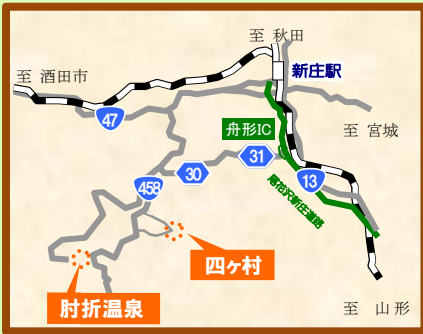 至 秋田
新庄駅
至 酒田市
47
舟形IC
至 宮城
31
30
13
458
尾花沢新庄道路
四ヶ村
肘折温泉
至 山形